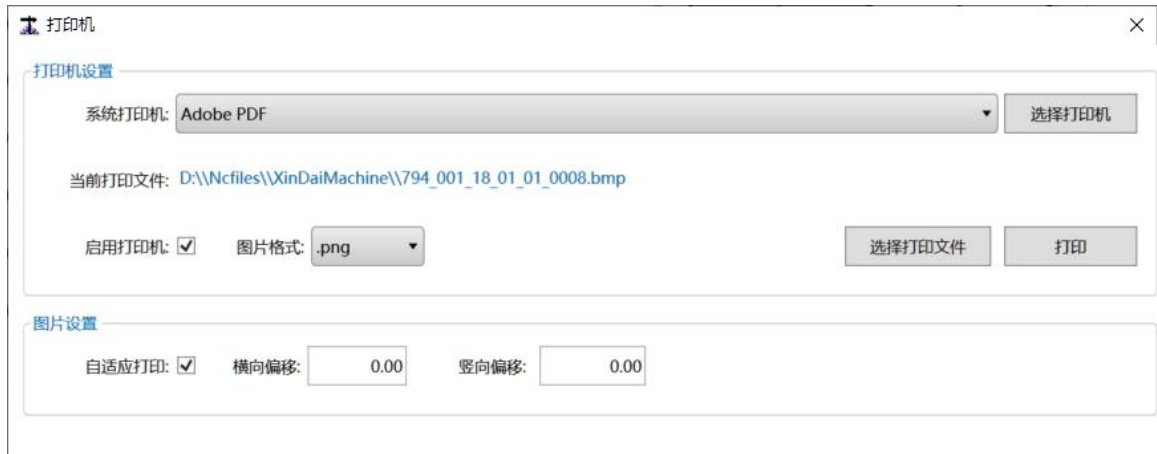 打印机
打印机设置
系统打印机: Adobe PDF 选择打印机
当前打印文件: D:\\Ncfiles\\XinDaiMachine\\794_001_18_01_01_0008.bmp
启用打印机: 图片格式: .png 选择打印文件 打印
图片设置
自适应打印: 横向偏移: 0.00 竖向偏移: 0.00